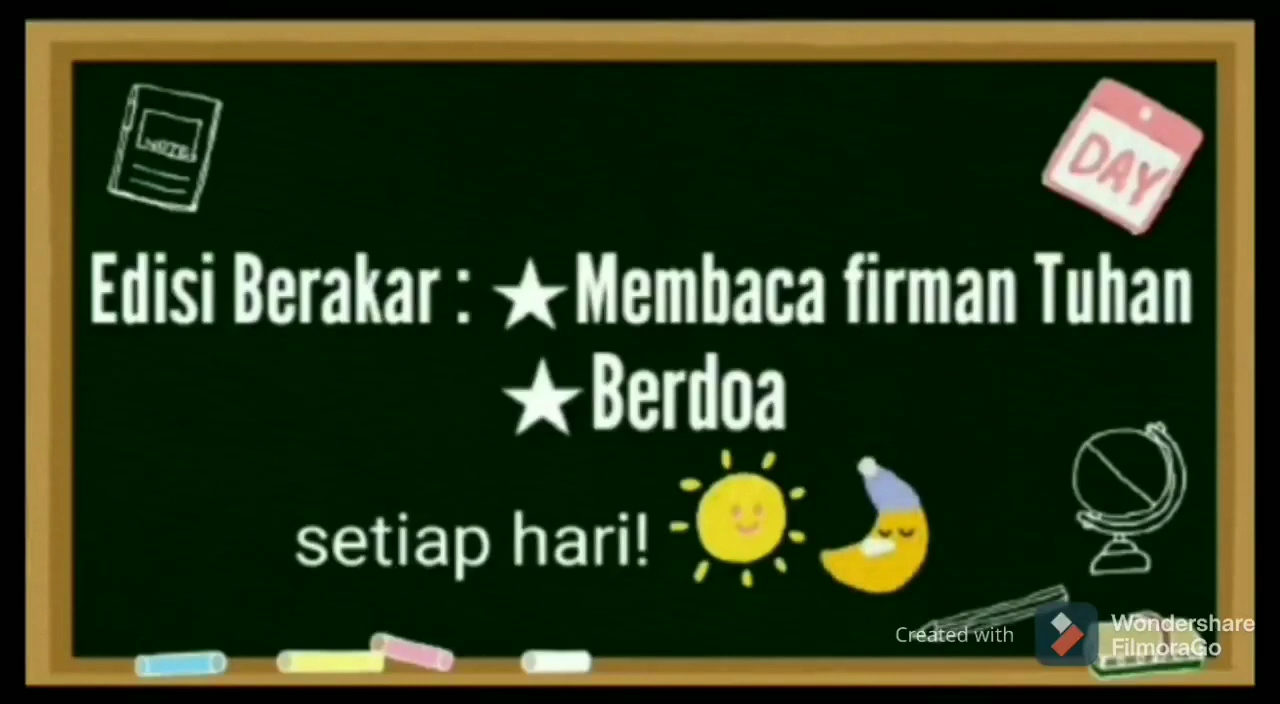 NOTES
DAY
Edisi Berakar : ★Membaca firman Tuhan
★Berdoa
setiap hari!
Created with
Wondershare
FilmoraGo